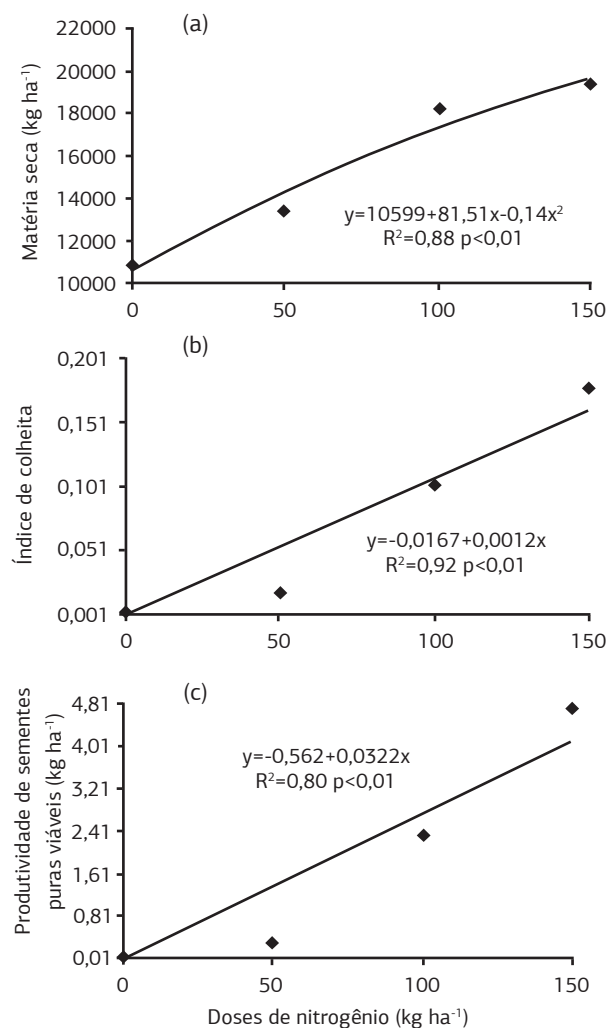 (a)
Matéria seca (kg ha⁻¹)
22000
20000
18000
16000
14000
12000
10000
y=10599+81,51x-0,14x²
R²=0,88 p<0,01
0
50
100
150
(b)
Índice de colheita
0,201
0,151
0,101
0,051
0,001
y=-0,0167+0,0012x
R²=0,92 p<0,01
0
50
100
150
(c)
Produtividade de sementes
puras viáveis (kg ha⁻¹)
4,81
4,01
3,21
2,41
1,61
0,81
0,01
y=-0,562+0,0322x
R²=0,80 p<0,01
0
50
100
150
Doses de nitrogênio (kg ha⁻¹)